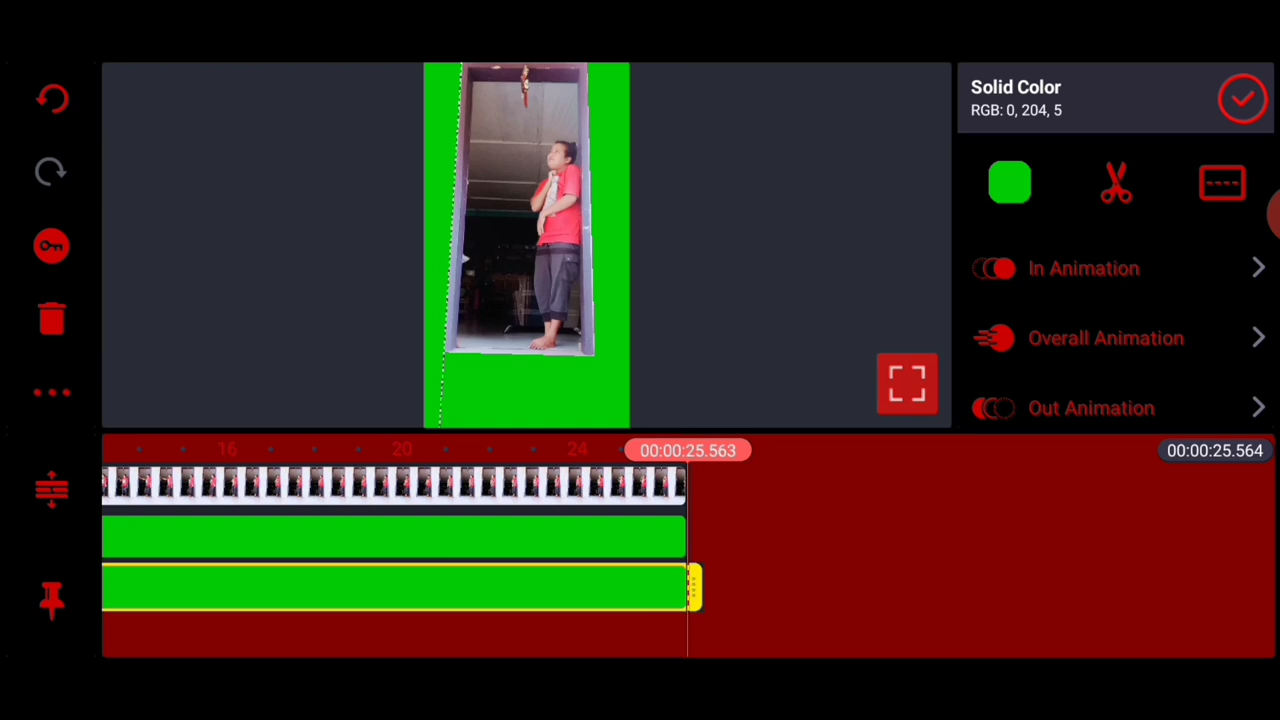 Solid Color
RGB: 0, 204, 5
In Animation
Overall Animation
Out Animation
16
20
24
00:00:25.563
00:00:25.564